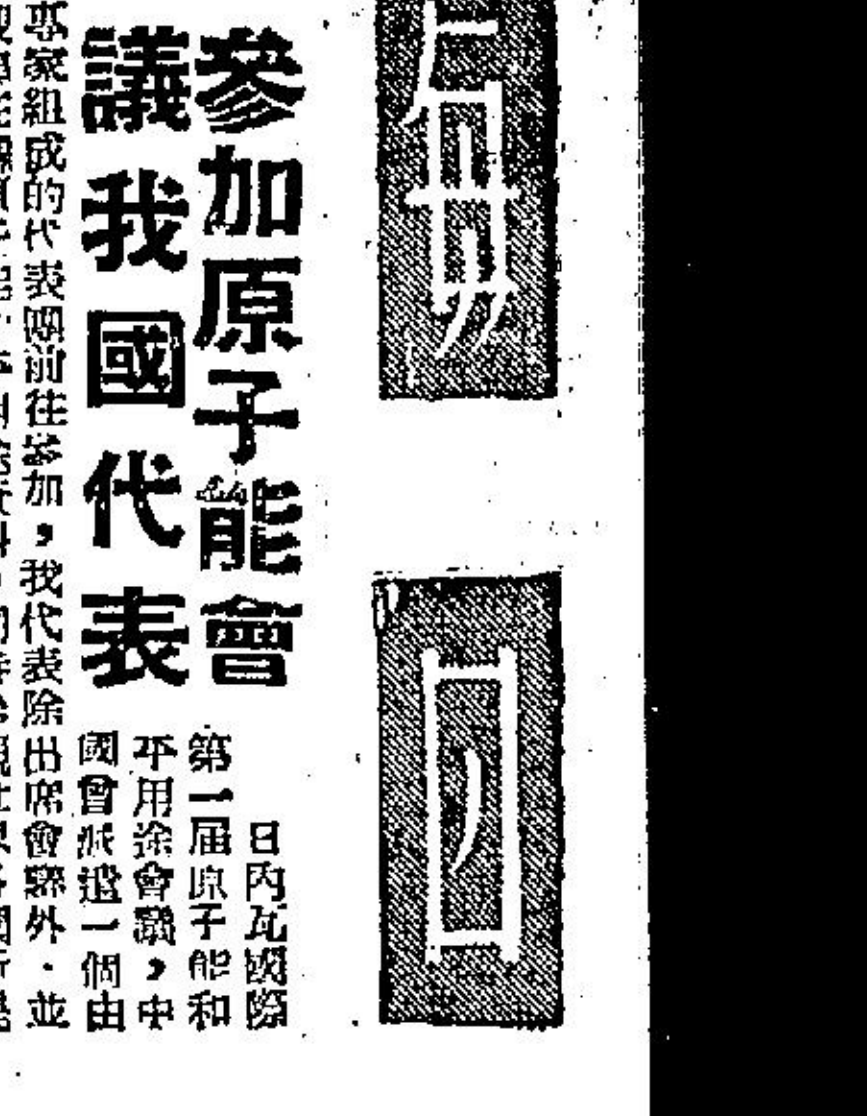 每日
參加原子能會
議我國代表
日內瓦國際
第一届原子能和
平用途會議，中
國曾派遣一個由
專家組成的代表團前往參加，我代表除出席會議外．並